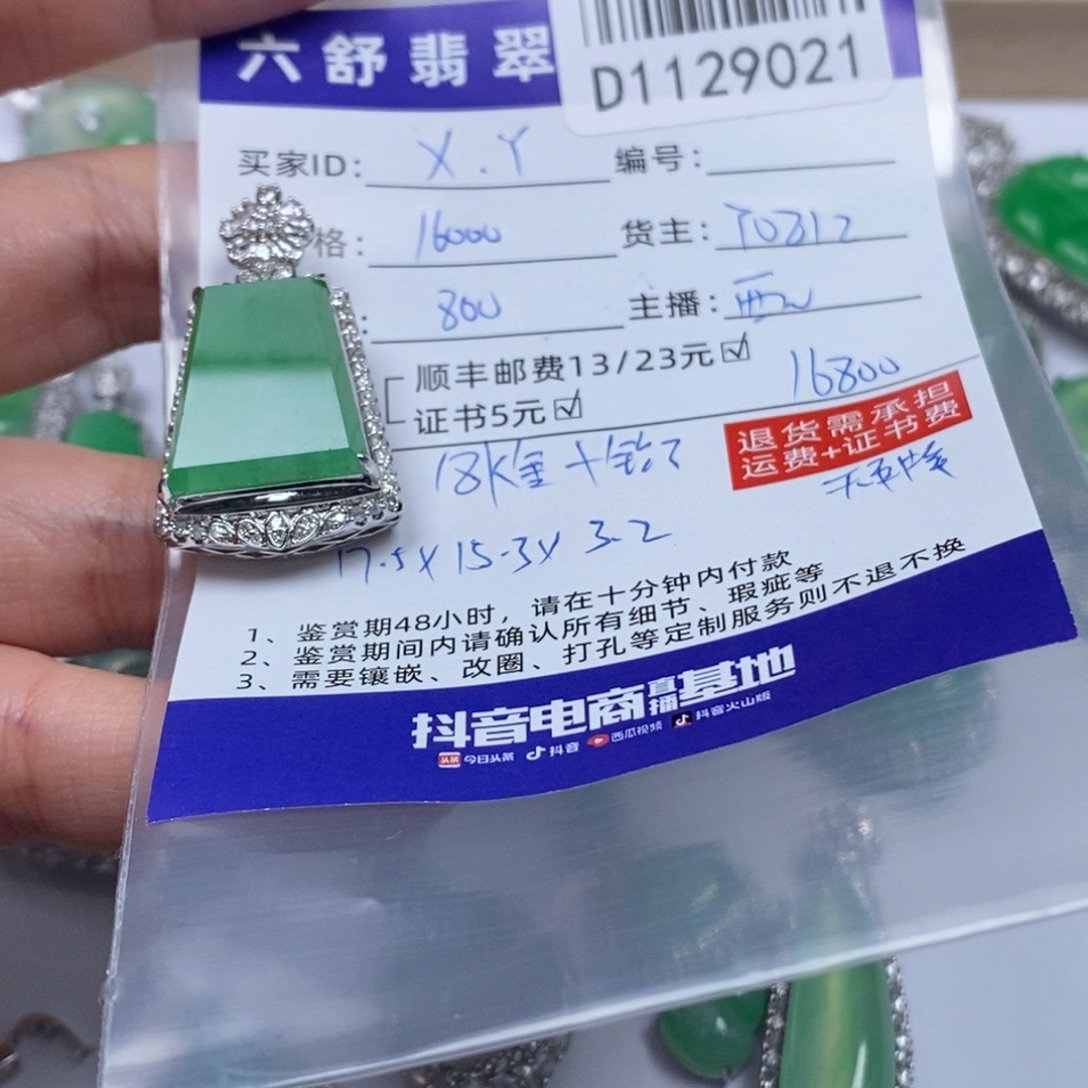 六舒翡翠
D1129021
买家ID: X.Y 编号:
格: 16000 货主:
: 800 主播:
顺丰邮费13/23元☑
证书5元☑
16800
退货需承担
运费+证书费
18K金+钻石
17.5X15.3X3.2
1、鉴赏期48小时，请在十分钟内付款
2、鉴赏期间内请确认所有细节、瑕疵等
3、需要镶嵌、改圈、打孔等定制服务则不退不换
抖音电商直播基地
头条 今日头条 抖音 西瓜视频 抖音火山版